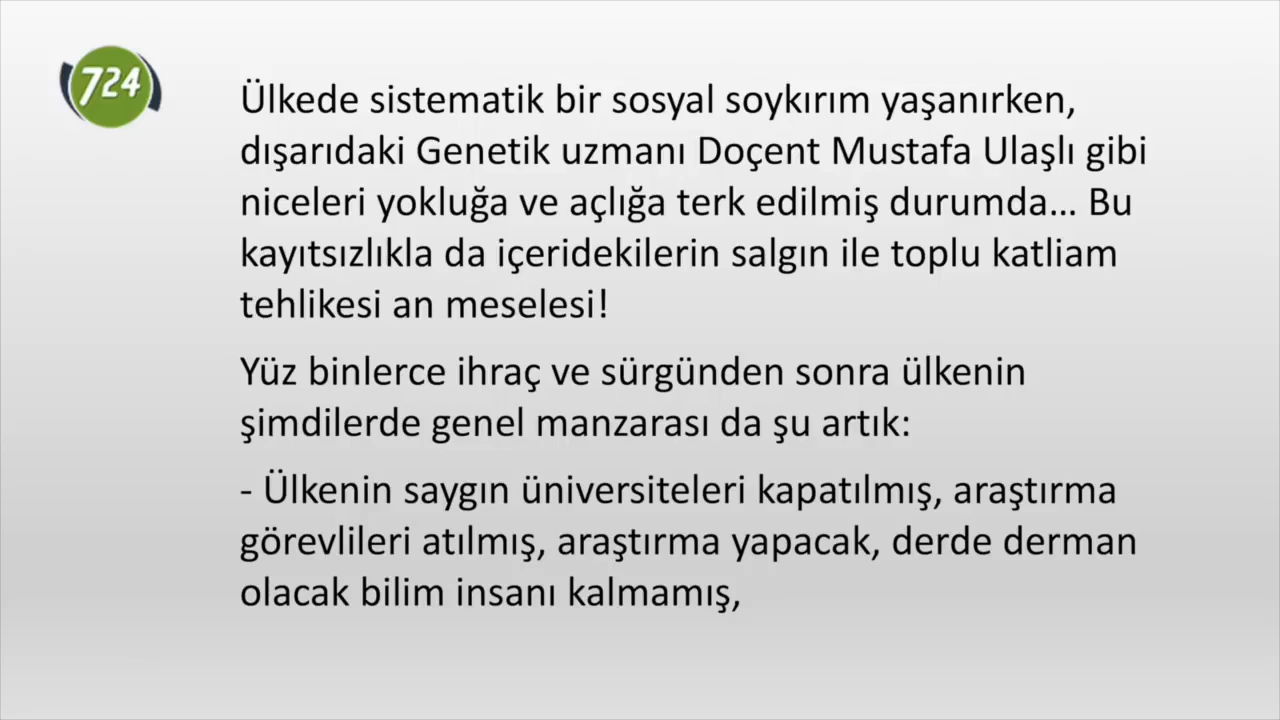 724
Ülkede sistematik bir sosyal soykırım yaşanırken,
dışarıdaki Genetik uzmanı Doçent Mustafa Ulaşlı gibi
niceleri yokluğa ve açlığa terk edilmiş durumda... Bu
kayıtsızlıkla da içeridekilerin salgın ile toplu katliam
tehlikesi an meselesi!
Yüz binlerce ihraç ve sürgünden sonra ülkenin
şimdilerde genel manzarası da şu artık:
- Ülkenin saygın üniversiteleri kapatılmış, araştırma
görevlileri atılmış, araştırma yapacak, derde derman
olacak bilim insanı kalmamış,